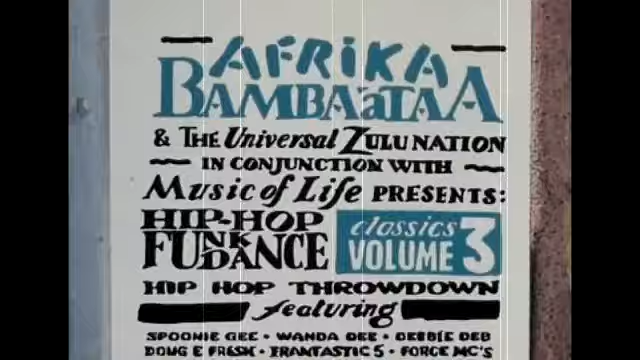 AFRIKA
BAMBAATAA
& THE Universal ZULU NATION
IN CONJUNCTION WITH
Music of Life PRESENTS:
HIP-HOP
FUNK DANCE
classics
VOLUME 3
HIP HOP THROWDOWN
featuring
SPOONIE GEE · WANDA DEE · DEBBIE DEB
DOUG E FRESH · FRANTASTIC 5 · FORCE MC'S